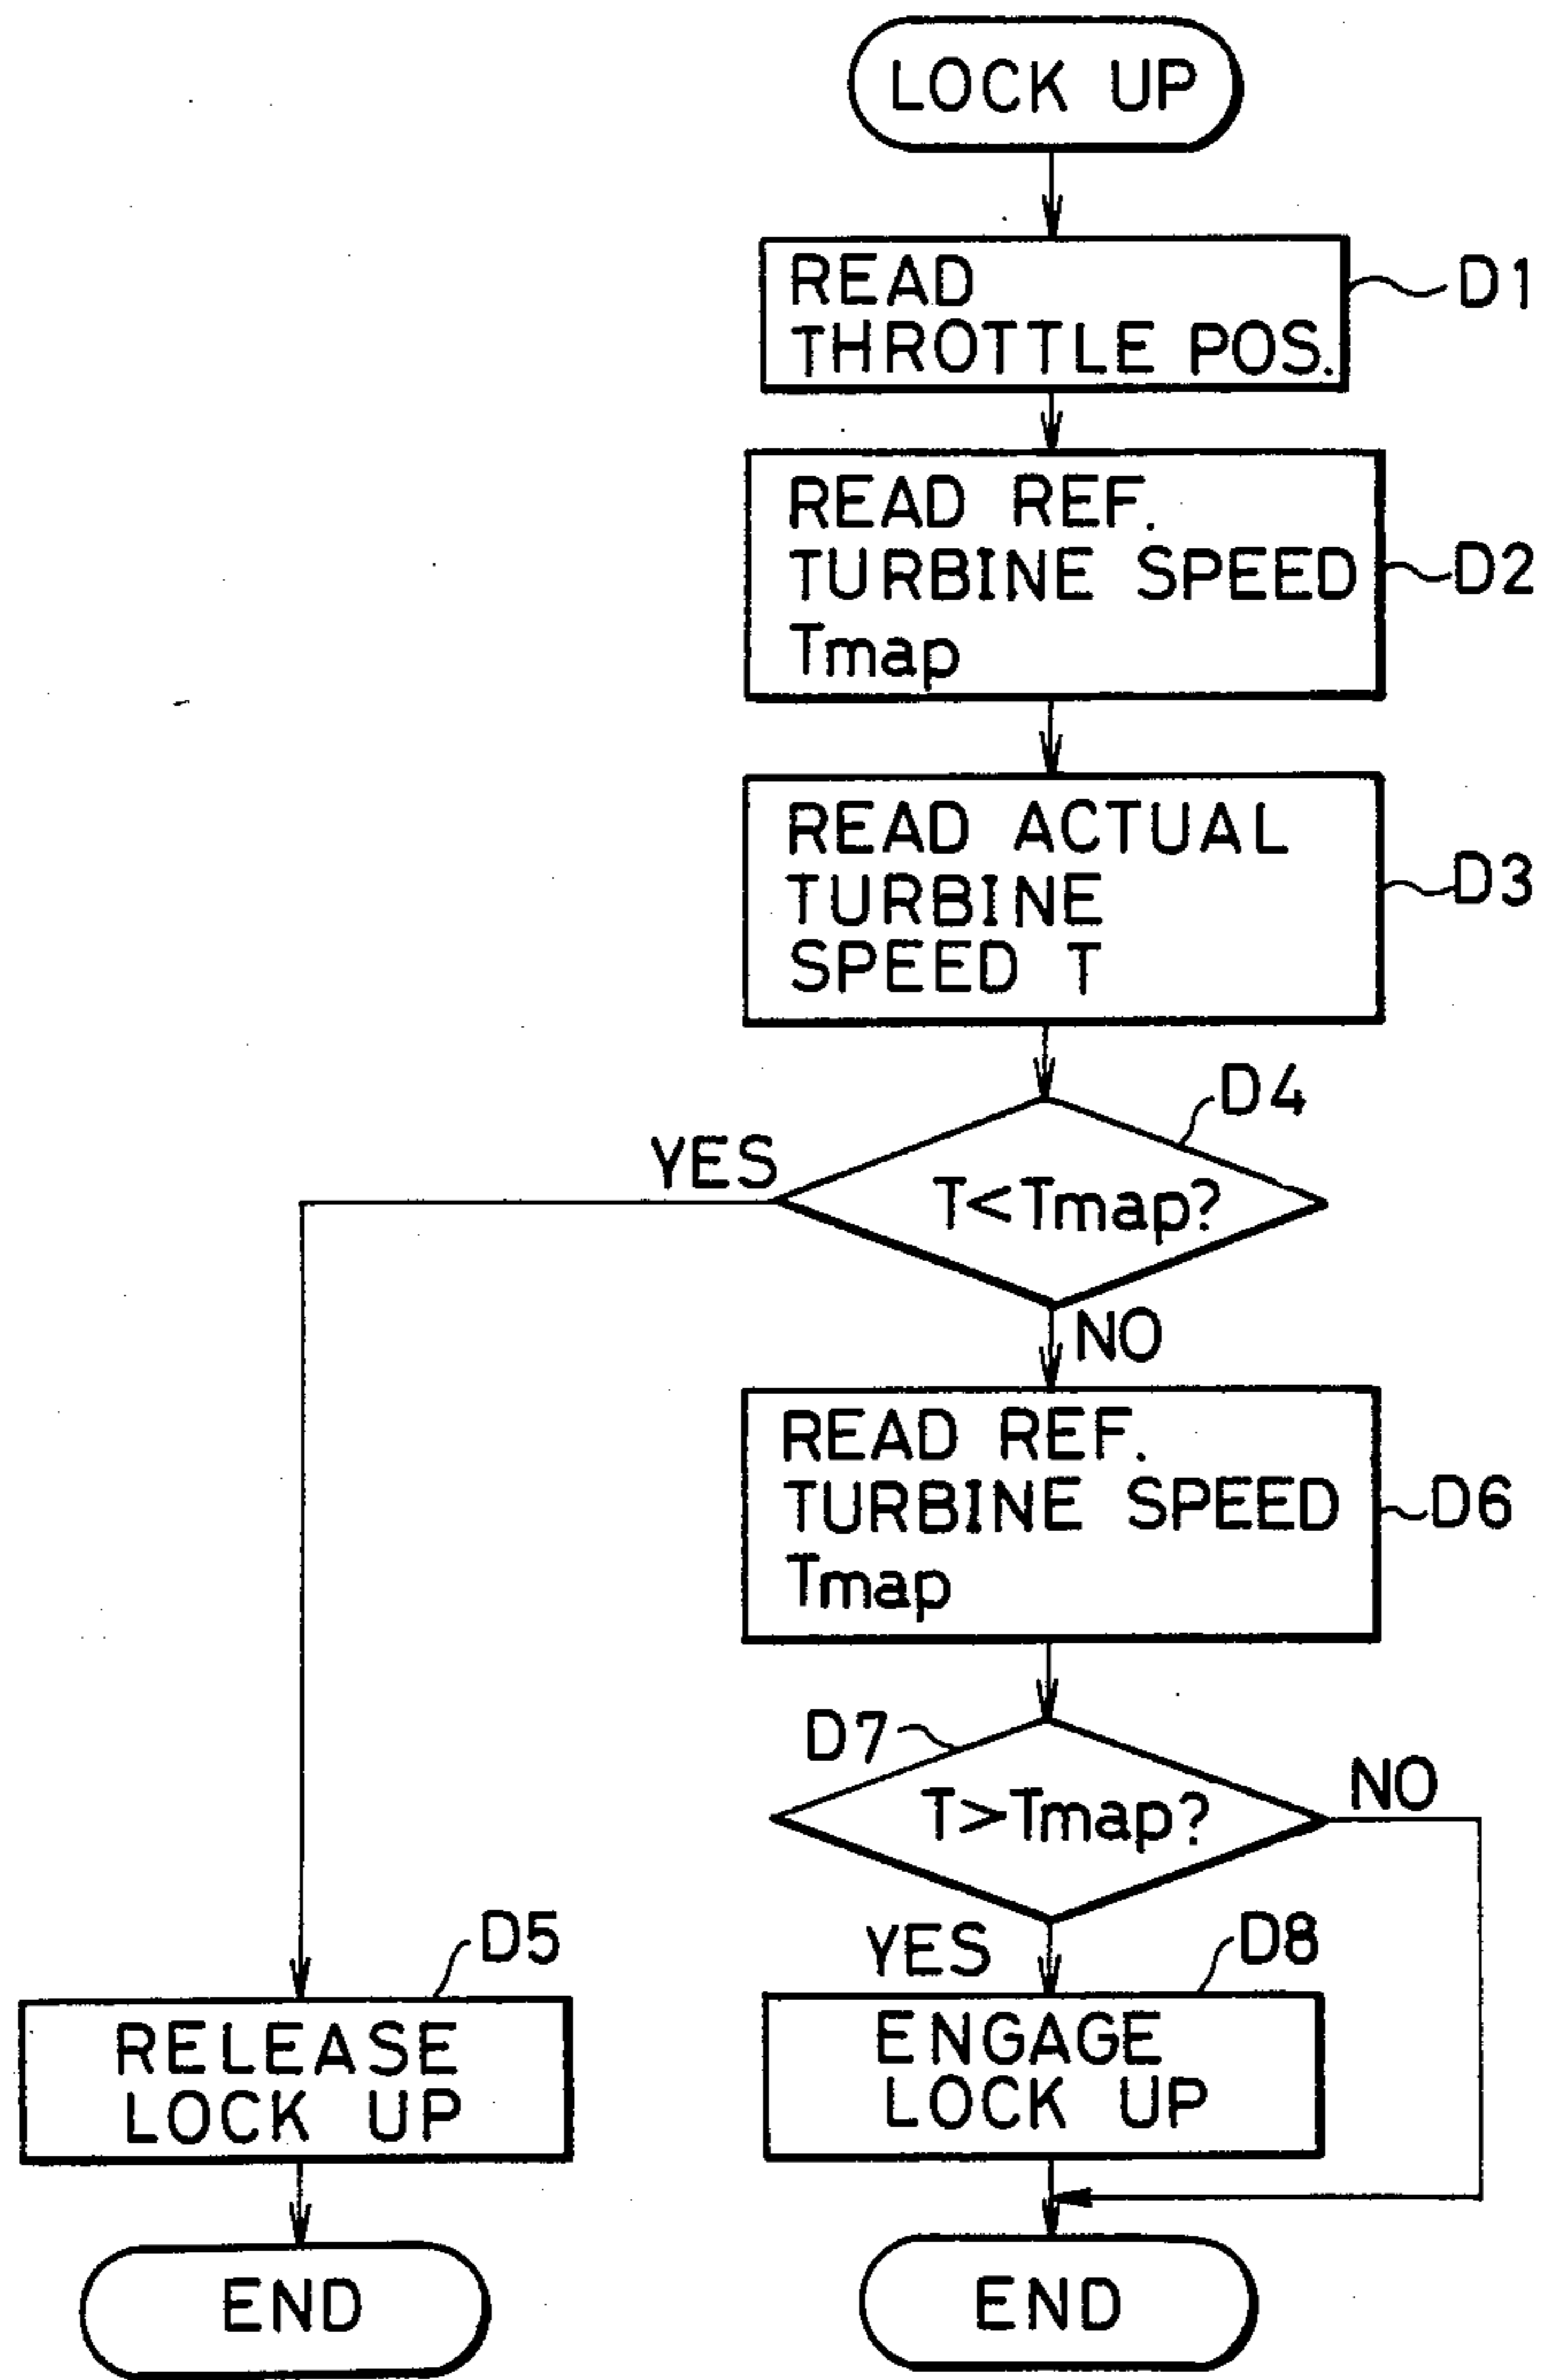 LOCK UP
READ
THROTTLE POS.
D1
READ REF.
TURBINE SPEED
Tmap
D2
READ ACTUAL
TURBINE
SPEED T
D3
D4
YES
T<Tmap?
NO
READ REF.
TURBINE SPEED
Tmap
D6
D7
T>Tmap?
NO
YES
D5
D8
RELEASE
LOCK UP
ENGAGE
LOCK UP
END
END